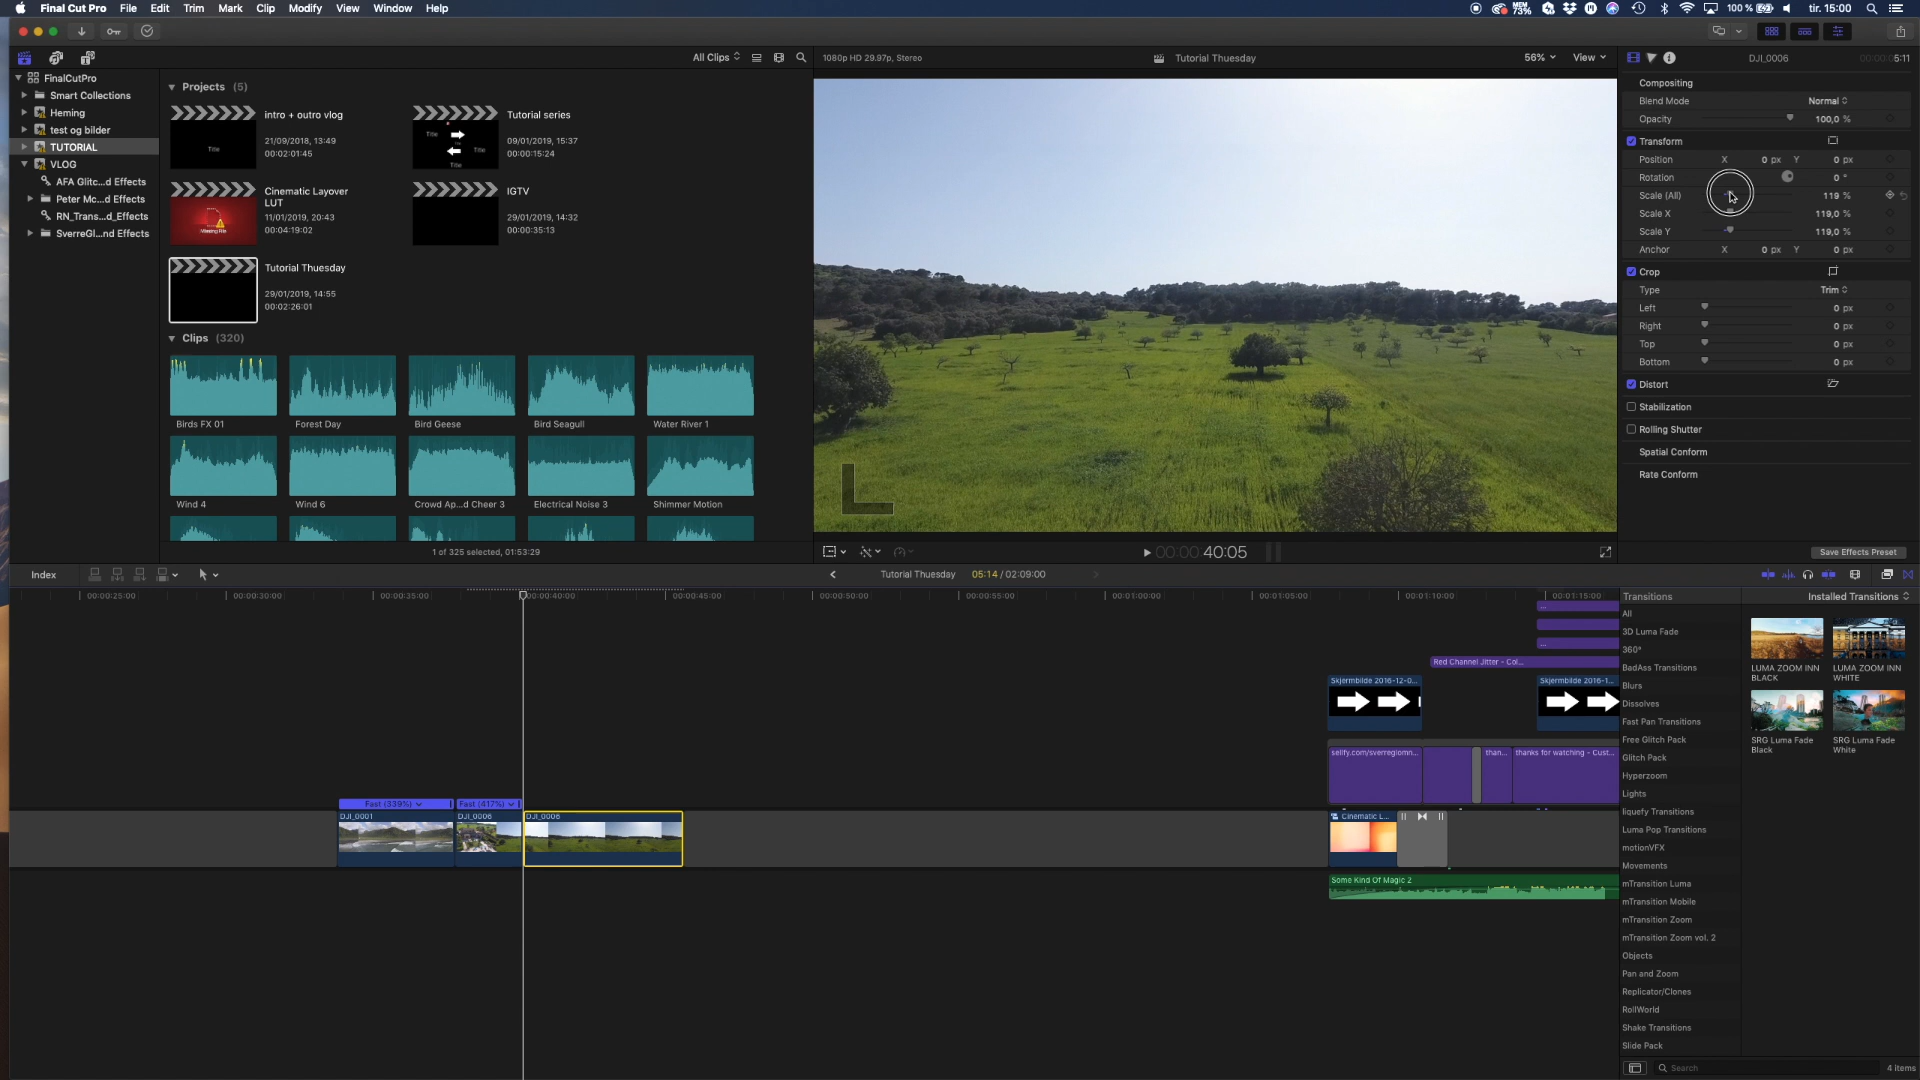 Final Cut Pro File Edit Trim Mark Clip Modify View Window Help
MEM 73% 100 % tir. 15:00
All Clips
1080p HD 29.97p, Stereo Tutorial Thuesday 56% View
DJI_0006 5:11
FinalCutPro
Smart Collections
Heming
test og bilder
TUTORIAL
VLOG
AFA Glitc...d Effects
Peter Mc...d Effects
RN_Trans...d_Effects
SverreGl...nd Effects
Projects (5)
intro + outro vlog
21/09/2018, 13:49
00:02:01:45
Title
Tutorial series
09/01/2019, 15:37
00:00:15:24
Title
Title
Title
Cinematic Layover LUT
11/01/2019, 20:43
00:04:19:02
Missing File
IGTV
29/01/2019, 14:32
00:00:35:13
Tutorial Thuesday
29/01/2019, 14:55
00:02:26:01
Clips (320)
Birds FX 01 Forest Day Bird Geese Bird Seagull Water River 1
Wind 4 Wind 6 Crowd Ap...d Cheer 3 Electrical Noise 3 Shimmer Motion
1 of 325 selected, 01:53:29
00:00:40:05
Compositing
Blend Mode Normal
Opacity 100,0 %
Transform
Position X 0 px Y 0 px
Rotation 0 °
Scale (All) 119 %
Scale X 119,0 %
Scale Y 119,0 %
Anchor X 0 px Y 0 px
Crop
Type Trim
Left 0 px
Right 0 px
Top 0 px
Bottom 0 px
Distort
Stabilization
Rolling Shutter
Spatial Conform
Rate Conform
Save Effects Preset
Index
Tutorial Thuesday 05:14 / 02:09:00
00:00:25:00 00:00:30:00 00:00:35:00 00:00:40:00 00:00:45:00 00:00:50:00 00:00:55:00 00:01:00:00 00:01:05:00 00:01:10:00 00:01:15:00
Red Channel Jitter - Col...
Skjermbilde 2016-12-0... Skjermbilde 2016-1...
sellfy.com/sverreglomn... than... thanks for watching - Cust...
Fast (339%) Fast (417%)
DJI_0001 DJI_0006 DJI_0006
Cinematic L...
Some Kind Of Magic 2
Transitions Installed Transitions
All
3D Luma Fade
360°
BadAss Transitions
Blurs
Dissolves
Fast Pan Transitions
Free Glitch Pack
Glitch Pack
Hyperzoom
Lights
liquefy Transitions
Luma Pop Transitions
motionVFX
Movements
mTransition Luma
mTransition Mobile
mTransition Zoom
mTransition Zoom vol. 2
Objects
Pan and Zoom
Replicator/Clones
RollWorld
Shake Transitions
Slide Pack
LUMA ZOOM INN BLACK
LUMA ZOOM INN WHITE
SRG Luma Fade Black
SRG Luma Fade White
Search 4 items